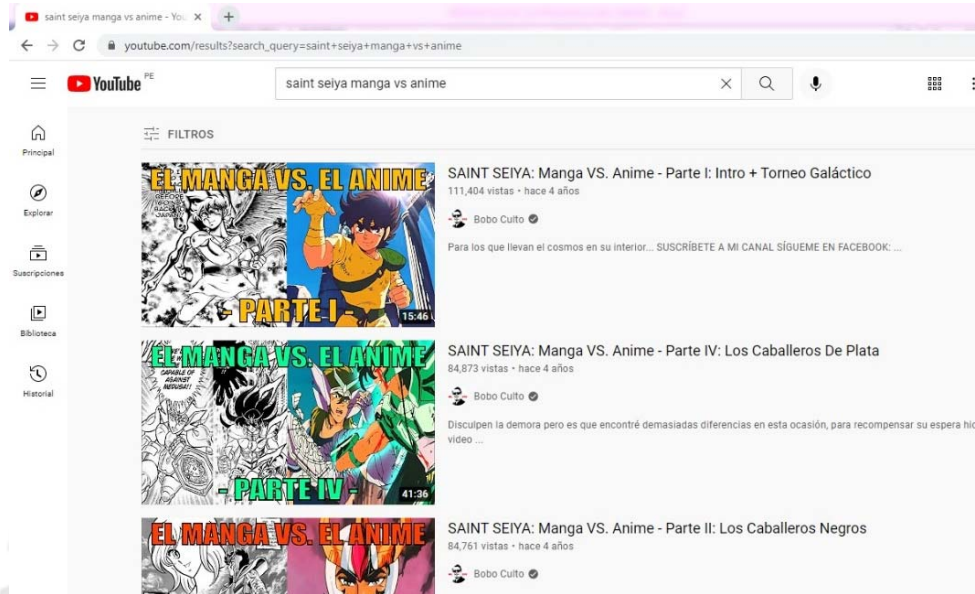 saint seiya manga vs anime - You
youtube.com/results?search_query=saint+seiya+manga+vs+anime
YouTube PE
saint seiya manga vs anime
FILTROS
Principal
Explorar
Suscripciones
Biblioteca
Historial
EL MANGA VS. EL ANIME
BEFORE
BACK
JAPAN
- PARTE I -
15:46
SAINT SEIYA: Manga VS. Anime - Parte I: Intro + Torneo Galáctico
111,404 vistas • hace 4 años
Bobo Culto
Para los que llevan el cosmos en su interior... SUSCRÍBETE A MI CANAL SÍGUEME EN FACEBOOK: ...
EL MANGA VS. EL ANIME
CAPABLE OF
AGAINST
MEDUSA!!
- PARTE IV -
41:36
SAINT SEIYA: Manga VS. Anime - Parte IV: Los Caballeros De Plata
84,873 vistas • hace 4 años
Bobo Culto
Disculpen la demora pero es que encontré demasiadas diferencias en esta ocasión, para recompensar su espera hic
video ...
EL MANGA VS. EL ANIME
SAINT SEIYA: Manga VS. Anime - Parte II: Los Caballeros Negros
84,761 vistas • hace 4 años
Bobo Culto